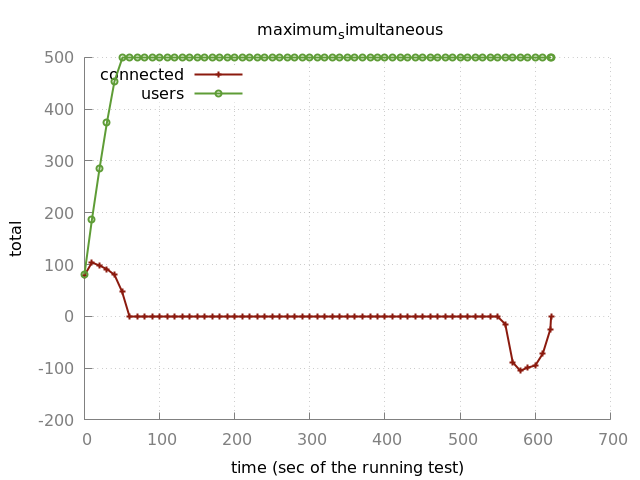 maximumsimultaneous
500
connected
users
400
300
200
total
100
0
-100
-200
0 100 200 300 400 500 600 700
time (sec of the running test)